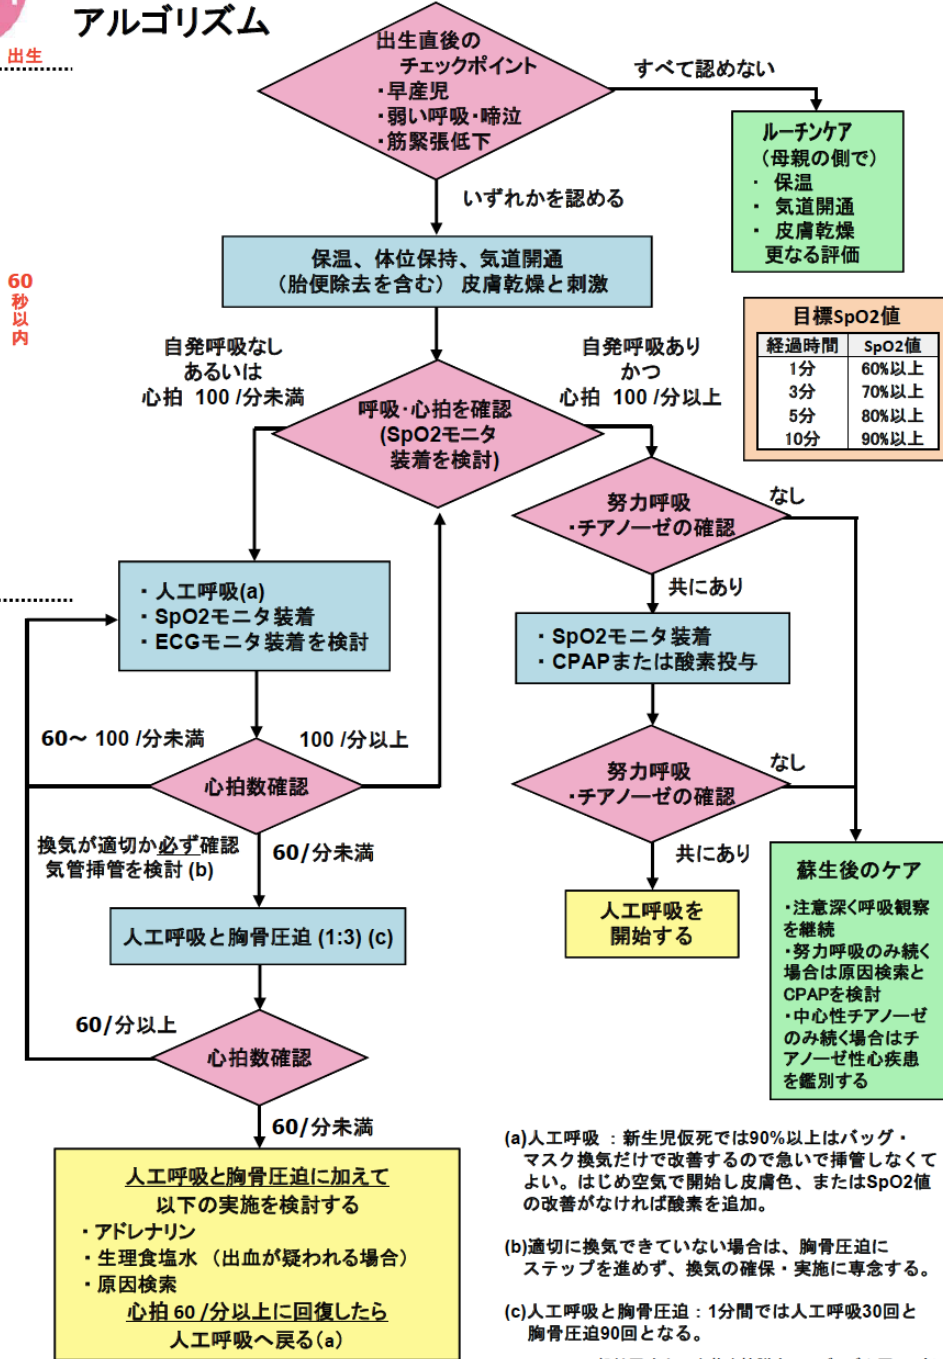 アルゴリズム
出生
出生直後の
チェックポイント
・早産児
・弱い呼吸・啼泣
・筋緊張低下
すべて認めない
ルーチンケア
（母親の側で）
・ 保温
・ 気道開通
・ 皮膚乾燥
更なる評価
いずれかを認める
保温、体位保持、気道開通
（胎便除去を含む） 皮膚乾燥と刺激
60
秒
以
内
目標SpO2値
経過時間 SpO2値
1分 60%以上
3分 70%以上
5分 80%以上
10分 90%以上
自発呼吸なし
あるいは
心拍 100 /分未満
自発呼吸あり
かつ
心拍 100 /分以上
呼吸・心拍を確認
(SpO2モニタ
装着を検討)
努力呼吸
・チアノーゼの確認
なし
共にあり
・人工呼吸(a)
・SpO2モニタ装着
・ECGモニタ装着を検討
・SpO2モニタ装着
・CPAPまたは酸素投与
60～ 100 /分未満
100 /分以上
心拍数確認
努力呼吸
・チアノーゼの確認
なし
共にあり
換気が適切か必ず確認
気管挿管を検討 (b)
60/分未満
人工呼吸を
開始する
人工呼吸と胸骨圧迫 (1:3) (c)
蘇生後のケア
・注意深く呼吸観察
を継続
・努力呼吸のみ続く
場合は原因検索と
CPAPを検討
・中心性チアノーゼ
のみ続く場合はチ
アノーゼ性心疾患
を鑑別する
60/分以上
心拍数確認
60/分未満
人工呼吸と胸骨圧迫に加えて
以下の実施を検討する
・アドレナリン
・生理食塩水 （出血が疑われる場合）
・原因検索
心拍 60 /分以上に回復したら
人工呼吸へ戻る(a)
(a)人工呼吸 ：新生児仮死では90%以上はバッグ・
マスク換気だけで改善するので急いで挿管しなくて
よい。はじめ空気で開始し皮膚色、またはSpO2値
の改善がなければ酸素を追加。
(b)適切に換気できていない場合は、胸骨圧迫に
ステップを進めず、換気の確保・実施に専念する。
(c)人工呼吸と胸骨圧迫：1分間では人工呼吸30回と
胸骨圧迫90回となる。